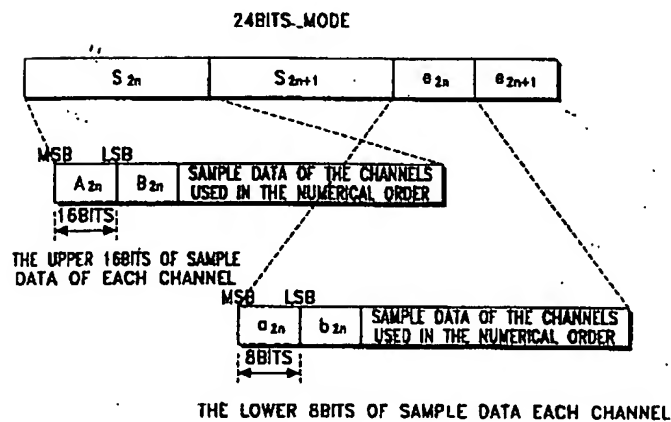 24BITS_MODE
S2n S2n+1 e2n e2n+1
MSB LSB
A2n B2n SAMPLE DATA OF THE CHANNELS
USED IN THE NUMERICAL ORDER
16BITS
THE UPPER 16BITS OF SAMPLE
DATA OF EACH CHANNEL
MSB LSB
a2n b2n SAMPLE DATA OF THE CHANNELS
USED IN THE NUMERICAL ORDER
8BITS
THE LOWER 8BITS OF SAMPLE DATA EACH CHANNEL